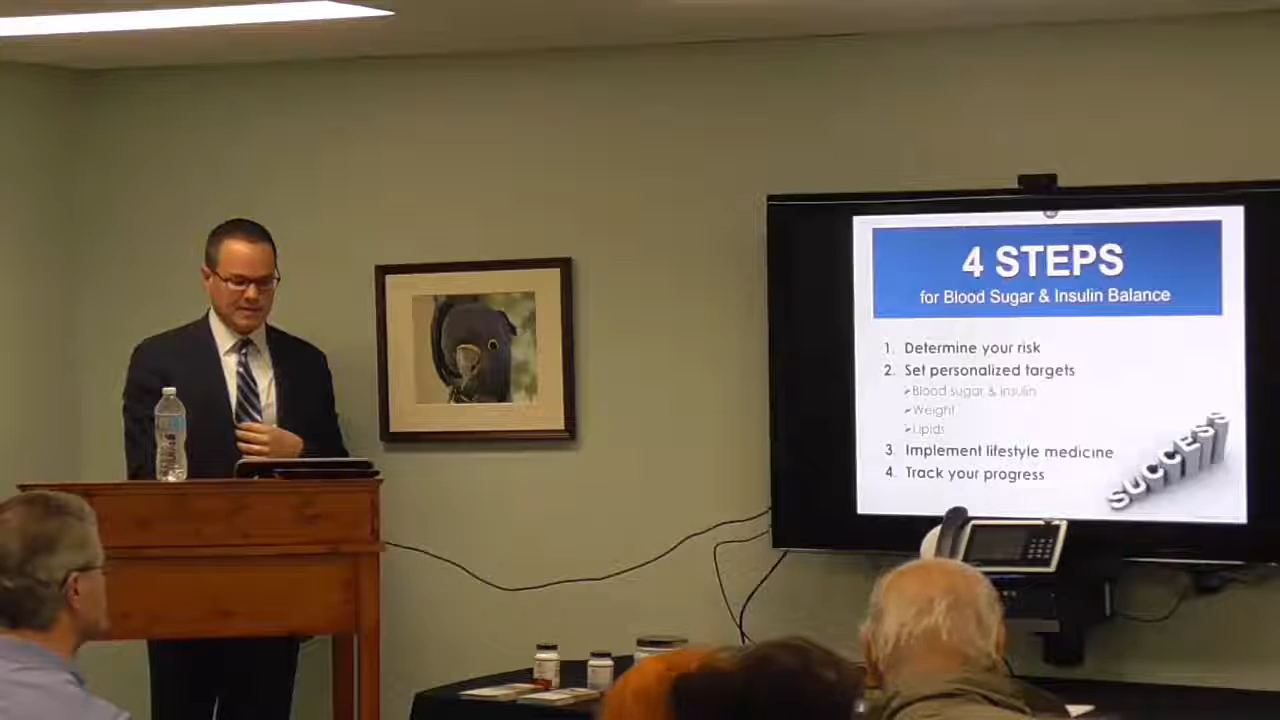 4 STEPS
for Blood Sugar & Insulin Balance
1. Determine your risk
2. Set personalized targets
➢Blood sugar & insulin
➢Weight
➢Lipids
3. Implement lifestyle medicine
4. Track your progress
SUCCESS